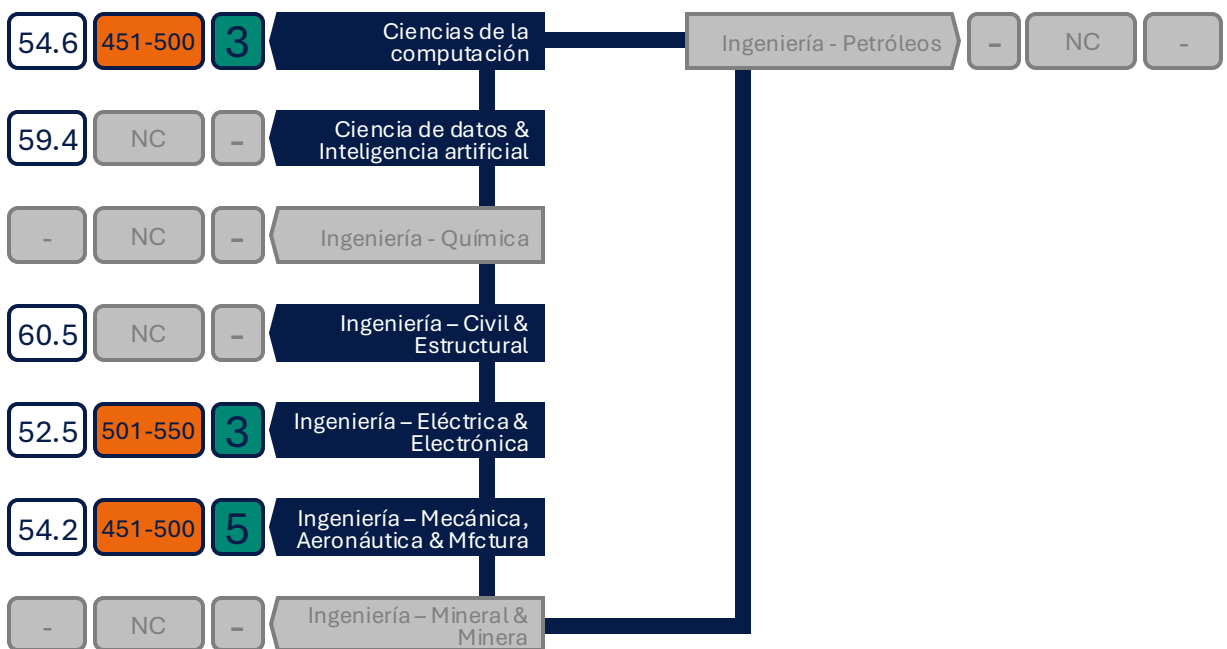 54.6 451-500 3 Ciencias de la
computación
Ingeniería - Petróleos - NC -
59.4 NC - Ciencia de datos &
Inteligencia artificial
- NC - Ingeniería - Química
60.5 NC - Ingeniería – Civil &
Estructural
52.5 501-550 3 Ingeniería – Eléctrica &
Electrónica
54.2 451-500 5 Ingeniería – Mecánica,
Aeronáutica & Mfctura
- NC - Ingeniería – Mineral &
Minera